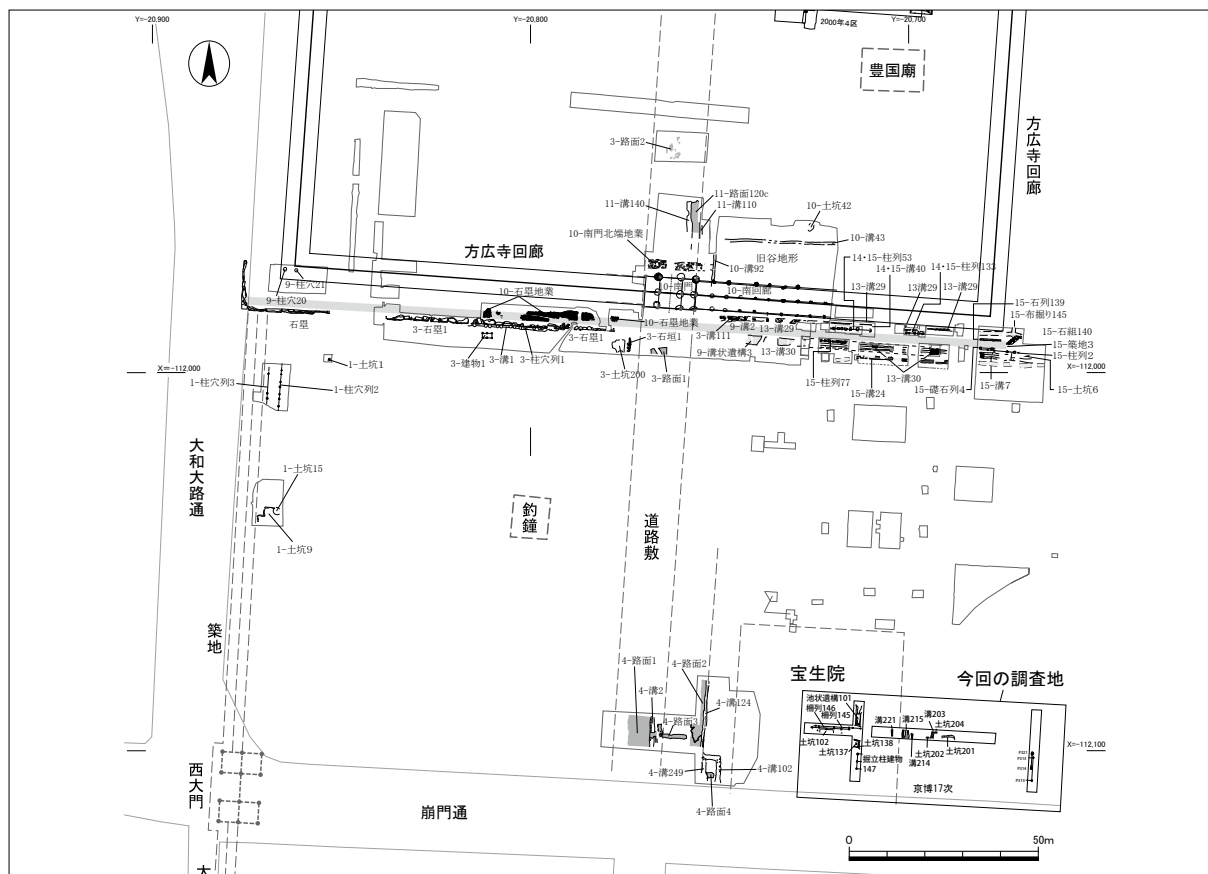 Y=-20,900
Y=-20,800
2000年4区
Y=-20,700
豊国廟
方広寺回廊
3-路面2
11-路面120c
11-溝140
11-溝110
10-土坑42
10-南門北端地業
10-溝43
方広寺回廊
旧谷地形
14・15-柱列53
10-溝92
14・15-溝40
14・15-柱列133
9-柱穴21
10-南門
10-南回廊
13-溝29
13溝29
13-溝29
9-柱穴20
10-石塁地業
15-石列139
15-布掘り145
石塁
3-石塁1
10-石塁地業
9-溝2
13-溝29
15-石組140
3-石塁1
3-石垣1
3-溝111
15-築地3
3-建物1
3-溝1
3-柱穴列1
9-溝状遺構3
13-溝30
15-柱列2
1-土坑1
X=-112,000
3-土坑200
3-路面1
15-柱列77
13-溝30
X=-112,000
1-柱穴列3
1-柱穴列2
15-溝24
15-礎石列4
15-溝7
15-土坑6
大和大路通
1-土坑15
釣鐘
道路敷
1-土坑9
築地
4-路面1
4-路面2
宝生院
今回の調査地
4-溝2
4-溝124
4-路面3
池状遺構101
柵列146
柵列145
溝221
溝215
溝203
土坑204
土坑102
土坑138
土坑137
土坑202
土坑201
溝214
X=-112,100
掘立柱建物
147
4-溝249
4-溝102
京博17次
4-路面4
西大門
崩門通
0
50m